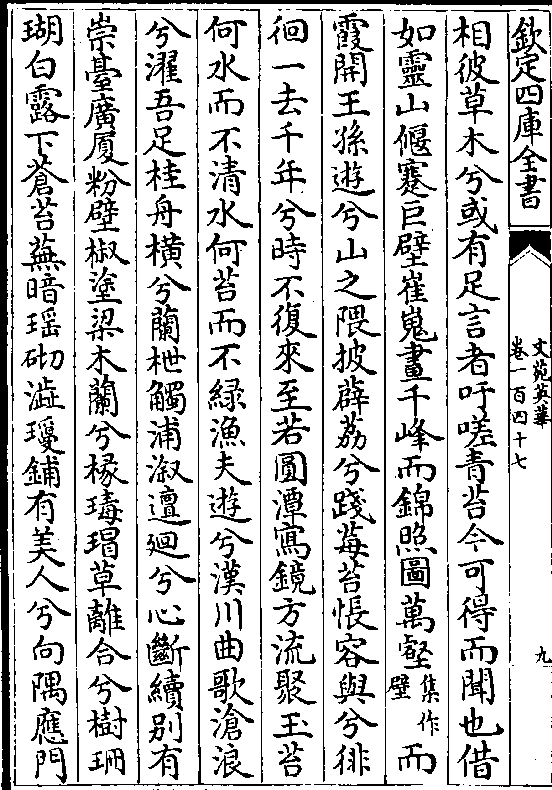 欽定四庫全書
文苑英華
卷一百四十七
九
相彼草木兮或有足言者吁嗟青苔今可得而聞也借
如靈山偃蹇巨壁崔嵬畫千峰而錦照圖萬壑集作壁而
霞開王孫遊兮山之隈披薜荔兮踐莓苔悵容與兮徘
徊一去千年兮時不復來至若圓潭寫鏡方流聚玉苔
何水而不清水何苔而不綠漁夫遊兮漢川曲歌滄浪
兮濯吾足桂舟橫兮蘭枻觸浦溆邅廻兮心斷續別有
崇臺廣厦粉壁椒塗梁木蘭兮椽瑇瑁草離合兮樹珊
瑚白露下蒼苔蕪暗瑶砌澁瓊鋪有美人兮向隅應門